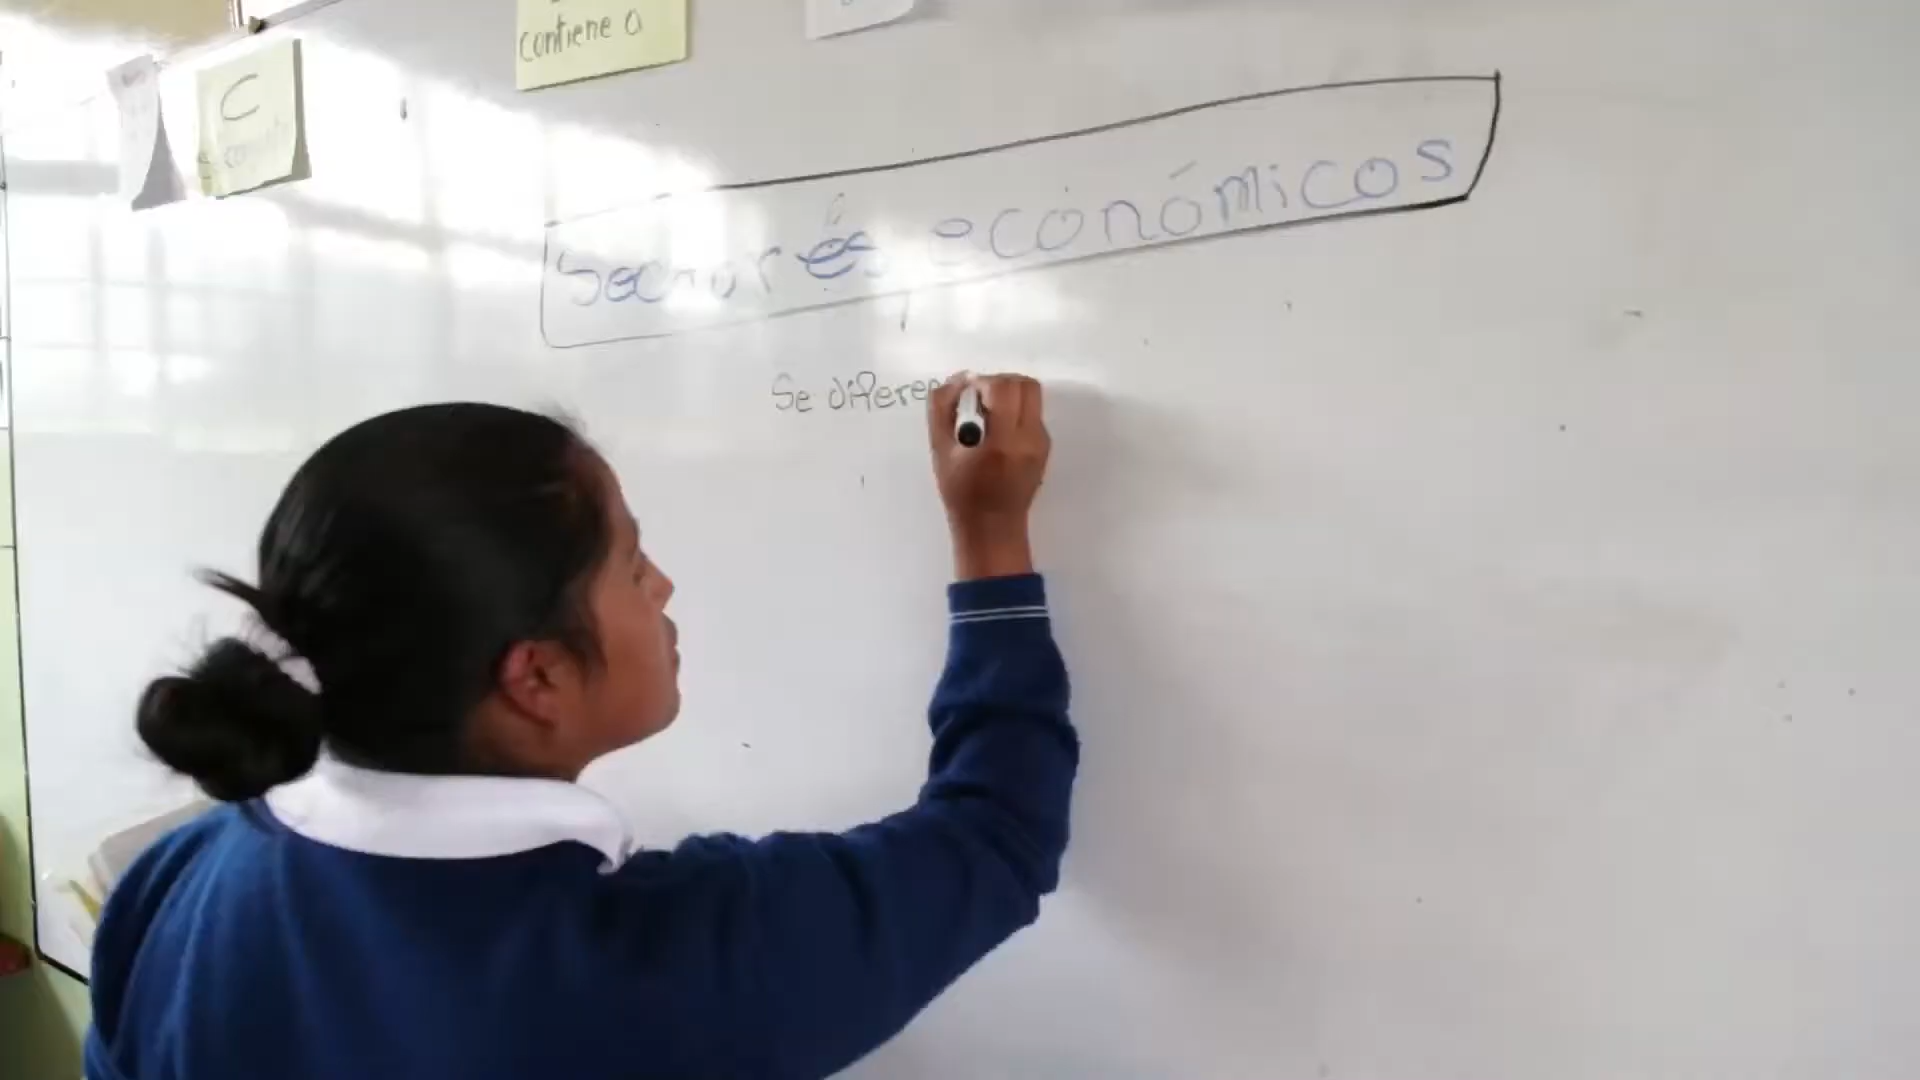 contiene a
C
Sectores económicos
Se diferen